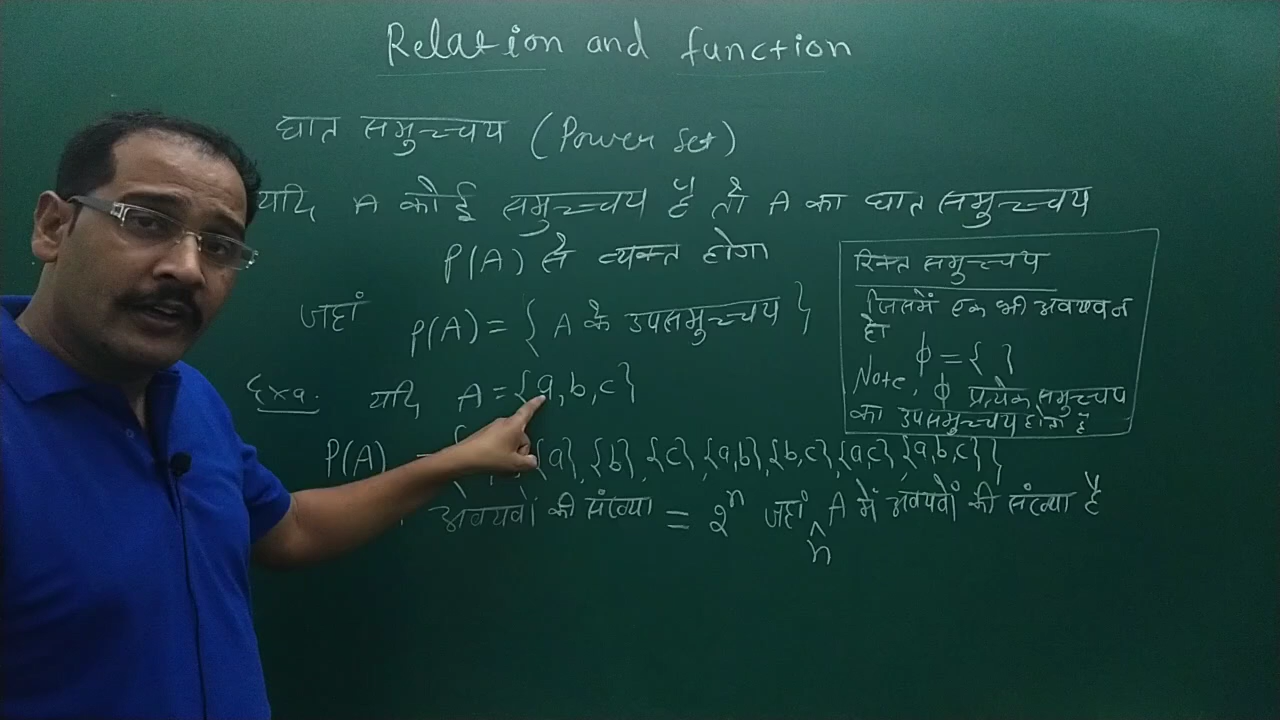 Relation and function
घात समुच्चय (Power Set)
यदि A कोई समुच्चय है तो A का घात समुच्चय
P(A) से व्यक्त होगा
जहां P(A) = { A के उपसमुच्चय }
Exa. यदि A = {a, b, c}
P(A) {a}, {b}, {c}, {a,b}, {b,c}, {a,c}, {a,b,c}}
अवयवों की संख्या = 2ⁿ जहां n A में अवयवों की संख्या है
रिक्त समुच्चय
जिसमें एक भी अवयव न
हो
ϕ = { }
Note, ϕ प्रत्येक समुच्चय
का उपसमुच्चय होता है